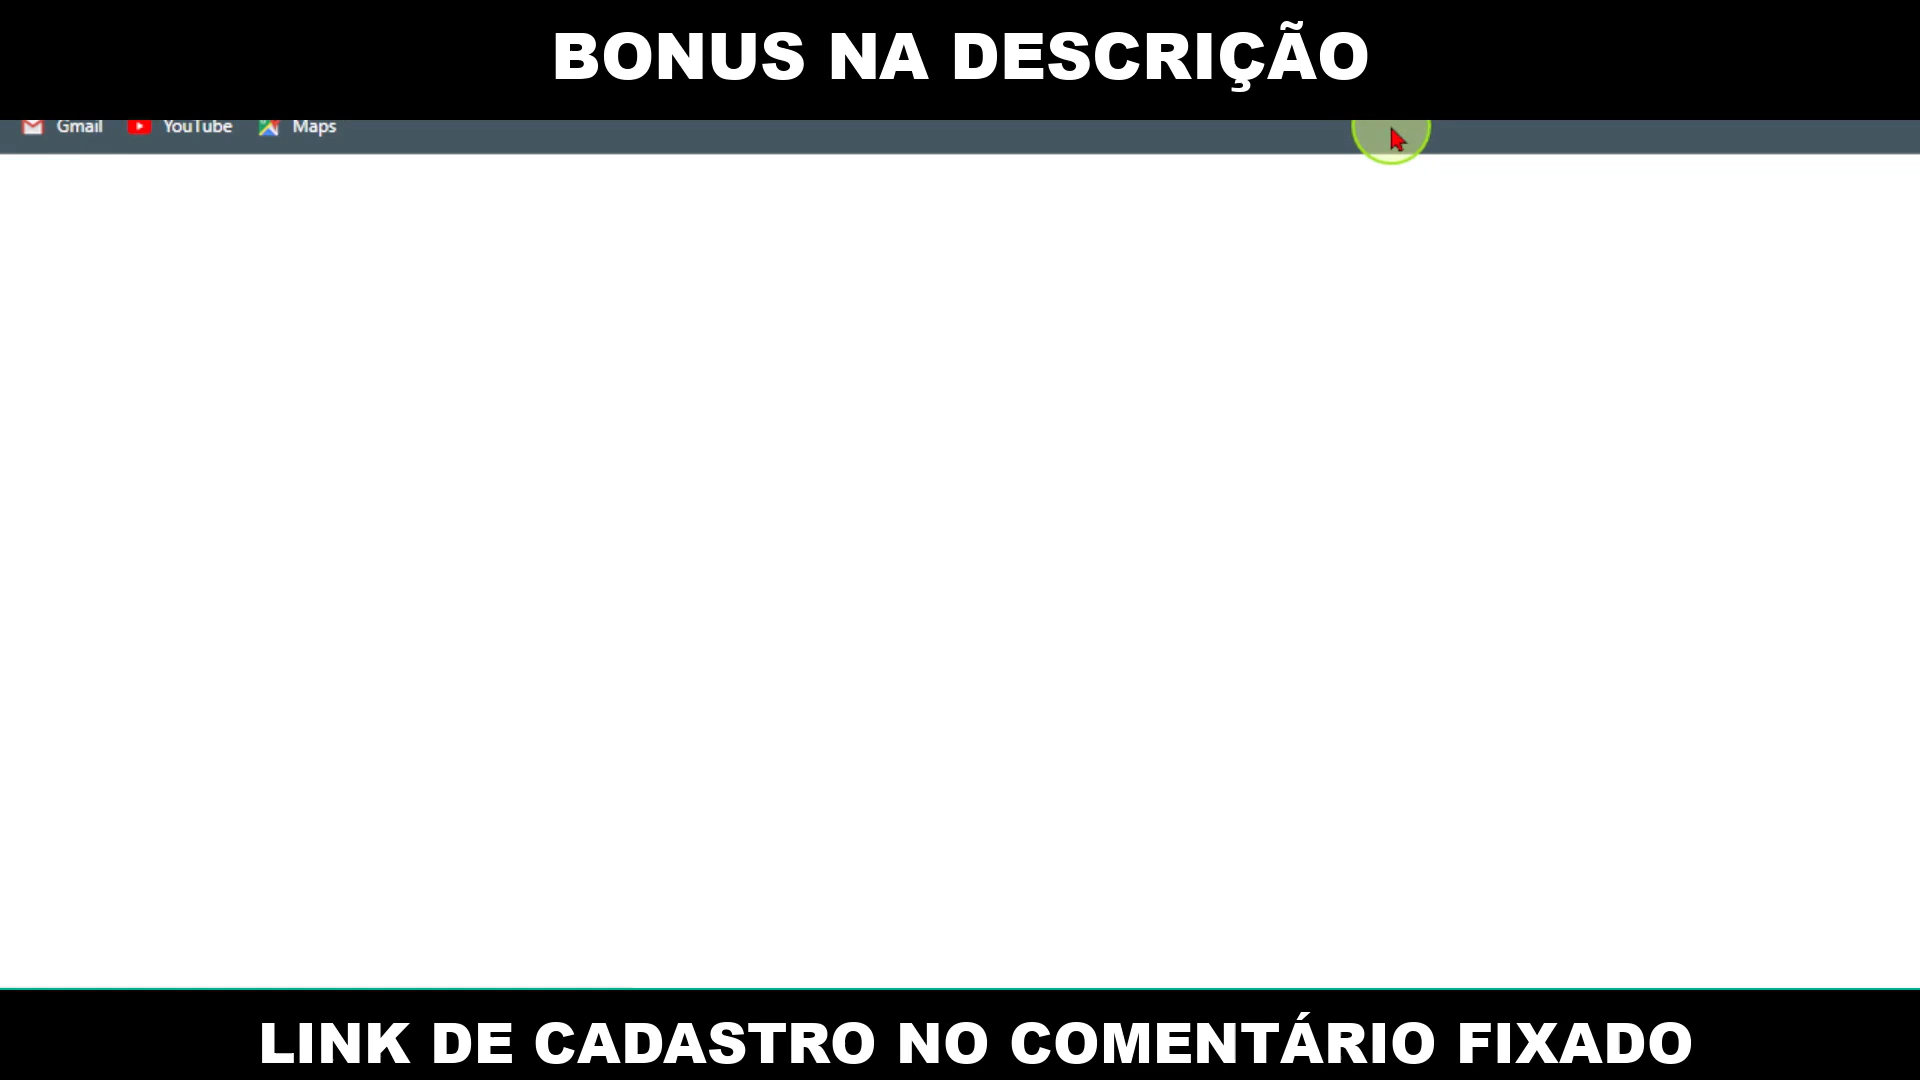 BONUS NA DESCRIÇÃO
Gmail YouTube Maps
LINK DE CADASTRO NO COMENTÁRIO FIXADO